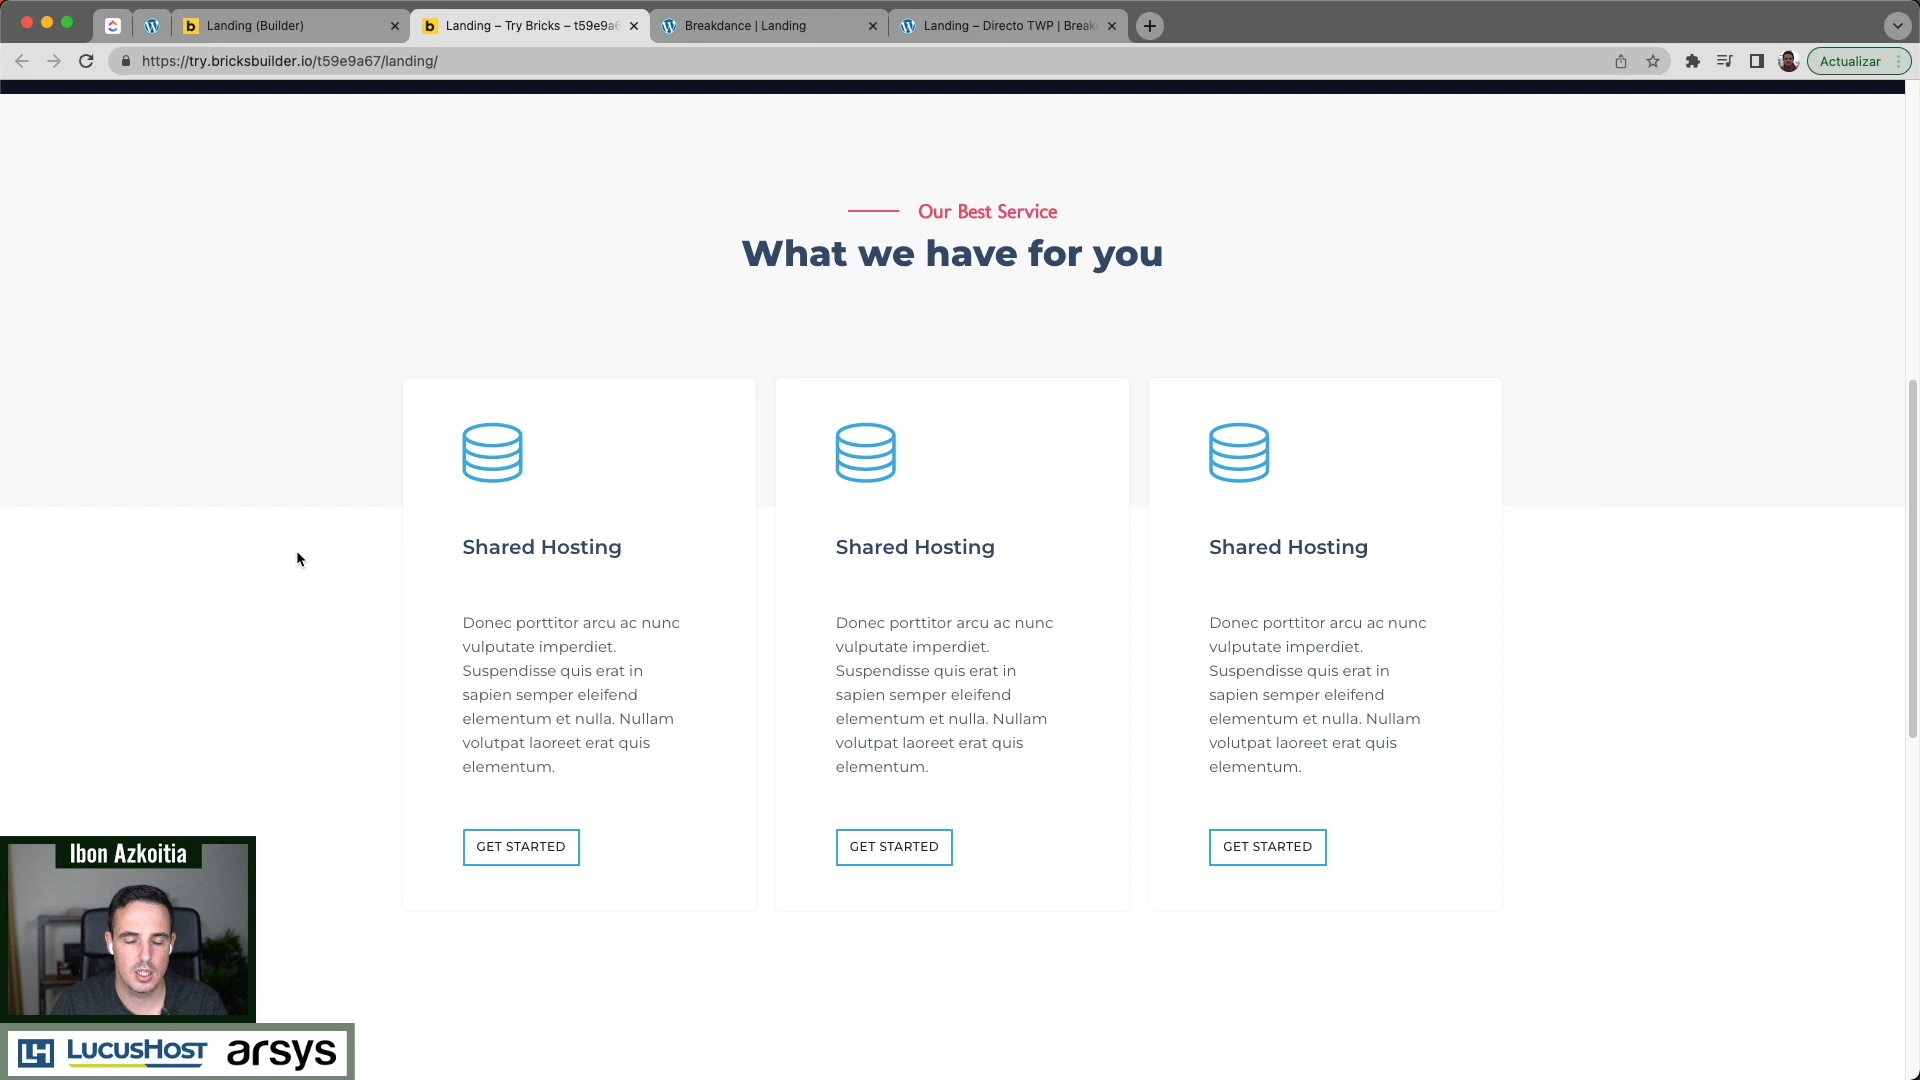 Landing (Builder)
Landing – Try Bricks – t59e9a6
Breakdance | Landing
Landing – Directo TWP | Break
https://try.bricksbuilder.io/t59e9a67/landing/
Actualizar
Our Best Service
What we have for you
Shared Hosting
Donec porttitor arcu ac nunc
vulputate imperdiet.
Suspendisse quis erat in
sapien semper eleifend
elementum et nulla. Nullam
volutpat laoreet erat quis
elementum.
GET STARTED
Shared Hosting
Donec porttitor arcu ac nunc
vulputate imperdiet.
Suspendisse quis erat in
sapien semper eleifend
elementum et nulla. Nullam
volutpat laoreet erat quis
elementum.
GET STARTED
Shared Hosting
Donec porttitor arcu ac nunc
vulputate imperdiet.
Suspendisse quis erat in
sapien semper eleifend
elementum et nulla. Nullam
volutpat laoreet erat quis
elementum.
GET STARTED
Ibon Azkoitia
LH LUCUSHOST arsys